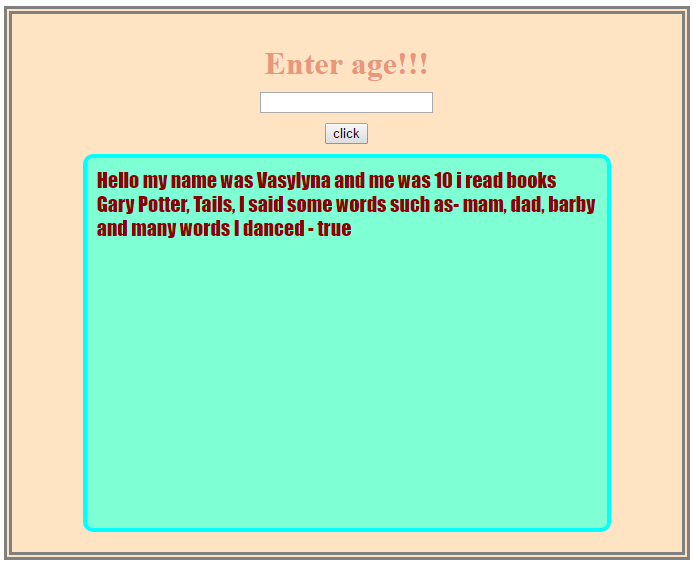 Enter age!!!
click
Hello my name was Vasylyna and me was 10 i read books
Gary Potter, Tails, I said some words such as- mam, dad, barby
and many words I danced - true